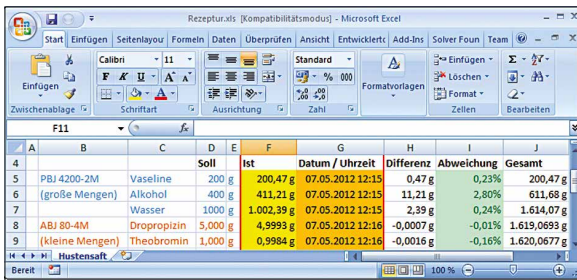 Rezeptur.xls [Kompatibilitätsmodus] - Microsoft Excel
Start Einfügen Seitenlayou Formeln Daten Überprüfen Ansicht Entwicklertc Add-Ins Solver Foun Team
Calibri 11 Standard Einfügen Σ
Einfügen F K U A A % 000 Formatvorlagen Löschen
Format
Zwischenablage Schriftart Ausrichtung Zahl Zellen Bearbeiten
F11 fx
A B C D E F G H I J
4 Soll Ist Datum / Uhrzeit Differenz Abweichung Gesamt
5 PBJ 4200-2M Vaseline 200 g 200,47 g 07.05.2012 12:15 0,47 g 0,23% 200,47 g
6 (große Mengen) Alkohol 400 g 411,21 g 07.05.2012 12:15 11,21 g 2,80% 611,68 g
7 Wasser 1000 g 1.002,39 g 07.05.2012 12:15 2,39 g 0,24% 1.614,07 g
8 ABJ 80-4M Dropropizin 5,000 g 4,9993 g 07.05.2012 12:16 -0,0007 g -0,01% 1.619,0693 g
9 (kleine Mengen) Theobromin 1,000 g 0,9984 g 07.05.2012 12:16 -0,0016 g -0,16% 1.620,0677 g
Hustensaft
Bereit 100 %